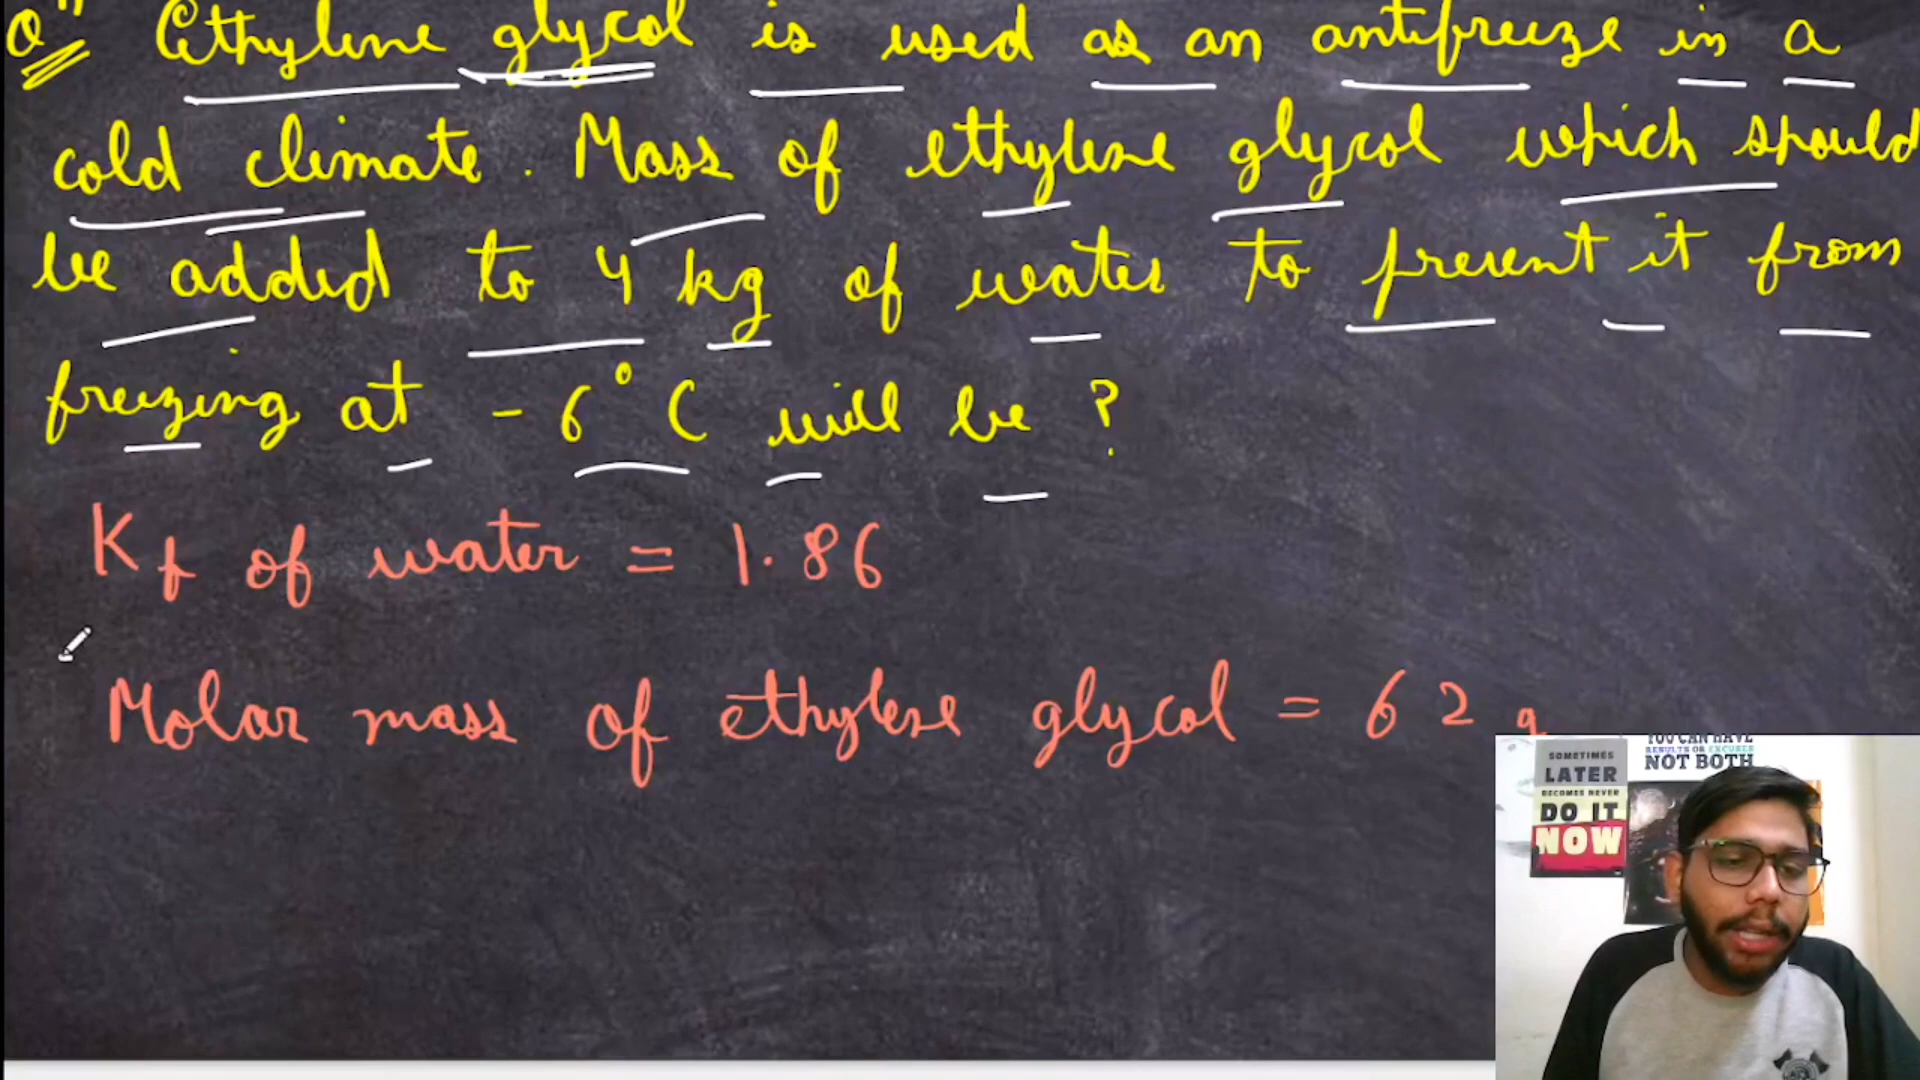 Qⁿ Ethylene glycol is used as an antifreeze in a
cold climate. Mass of ethylene glycol which should
be added to 4 kg of water to prevent it from
freezing at -6°C will be ?
Kf of water = 1.86
Molar mass of ethylene glycol = 62 g
SOMETIMES
LATER
BECOMES NEVER
DO IT
NOW
YOU CAN HAVE
RESULTS OR EXCUSES
NOT BOTH